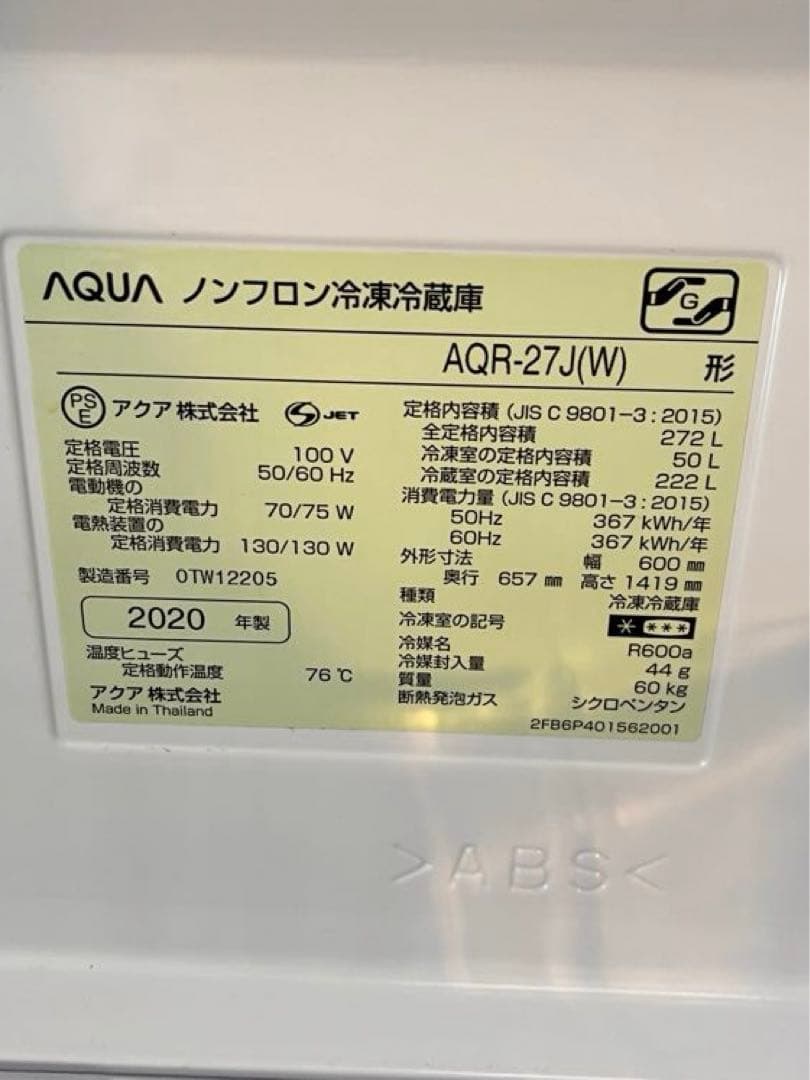 AQUA ノンフロン冷凍冷蔵庫
G
AQR-27J(W) 形
PS
E
アクア 株式会社
JET
定格電圧 100 V
定格周波数 50/60 Hz
電動機の
定格消費電力 70/75 W
電熱装置の
定格消費電力 130/130 W
製造番号 0TW12205
2020 年製
温度ヒューズ
定格動作温度 76 ℃
アクア 株式会社
Made in Thailand
定格内容積 (JIS C 9801-3:2015)
全定格内容積 272 L
冷凍室の定格内容積 50 L
冷蔵室の定格内容積 222 L
消費電力量 (JIS C 9801-3:2015)
50Hz 367 kWh/年
60Hz 367 kWh/年
外形寸法 幅 600 ㎜
奥行 657 ㎜ 高さ 1419 ㎜
種類 冷凍冷蔵庫
冷凍室の記号 * ***
冷媒名 R600a
冷媒封入量 44 g
質量 60 kg
断熱発泡ガス シクロペンタン
2FB6P401562001
>ABS<